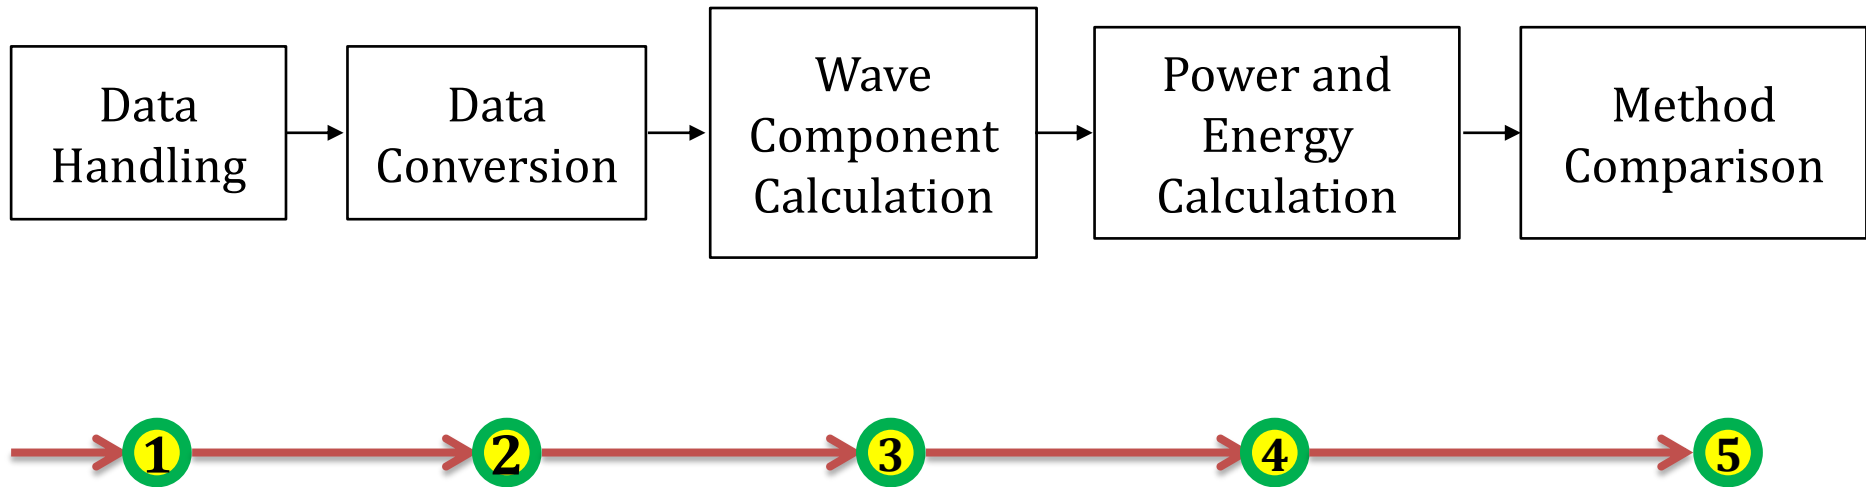 Data
Handling
Data
Conversion
Wave
Component
Calculation
Power and
Energy
Calculation
Method
Comparison
1
2
3
4
5